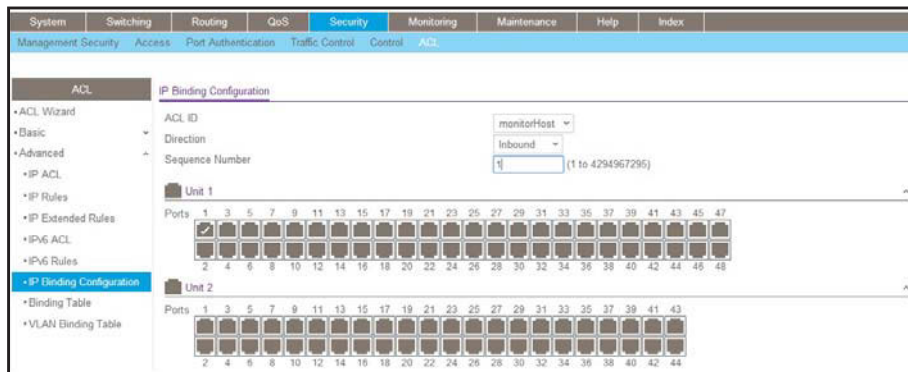 System Switching Routing QoS Security Monitoring Maintenance Help Index
Management Security Access Port Authentication Traffic Control Control ACL
ACL
IP Binding Configuration
• ACL Wizard
• Basic
• Advanced
• IP ACL
• IP Rules
• IP Extended Rules
• IPv6 ACL
• IPv6 Rules
• IP Binding Configuration
• Binding Table
• VLAN Binding Table
ACL ID monitorHost
Direction Inbound
Sequence Number 1 (1 to 4294967295)
Unit 1
Ports 1 3 5 7 9 11 13 15 17 19 21 23 25 27 29 31 33 35 37 39 41 43 45 47
2 4 6 8 10 12 14 16 18 20 22 24 26 28 30 32 34 36 38 40 42 44 46 48
Unit 2
Ports 1 3 5 7 9 11 13 15 17 19 21 23 25 27 29 31 33 35 37 39 41 43
2 4 6 8 10 12 14 16 18 20 22 24 26 28 30 32 34 36 38 40 42 44